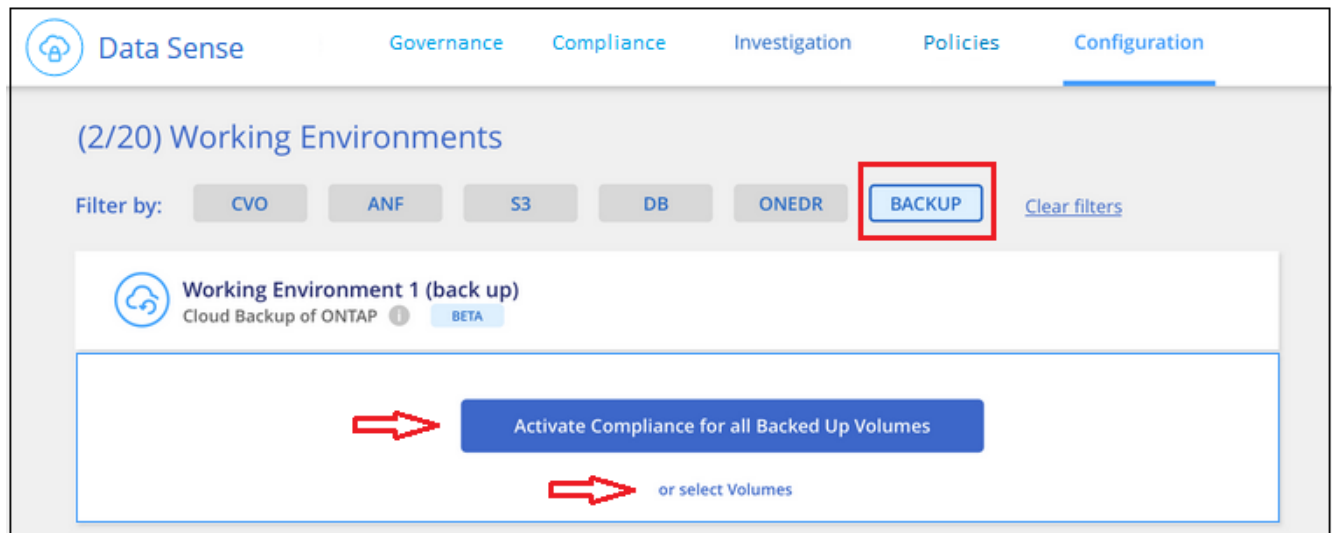 Data Sense Governance Compliance Investigation Policies Configuration
(2/20) Working Environments
Filter by: CVO ANF S3 DB ONEDR BACKUP Clear filters
Working Environment 1 (back up)
Cloud Backup of ONTAP i BETA
Activate Compliance for all Backed Up Volumes
or select Volumes